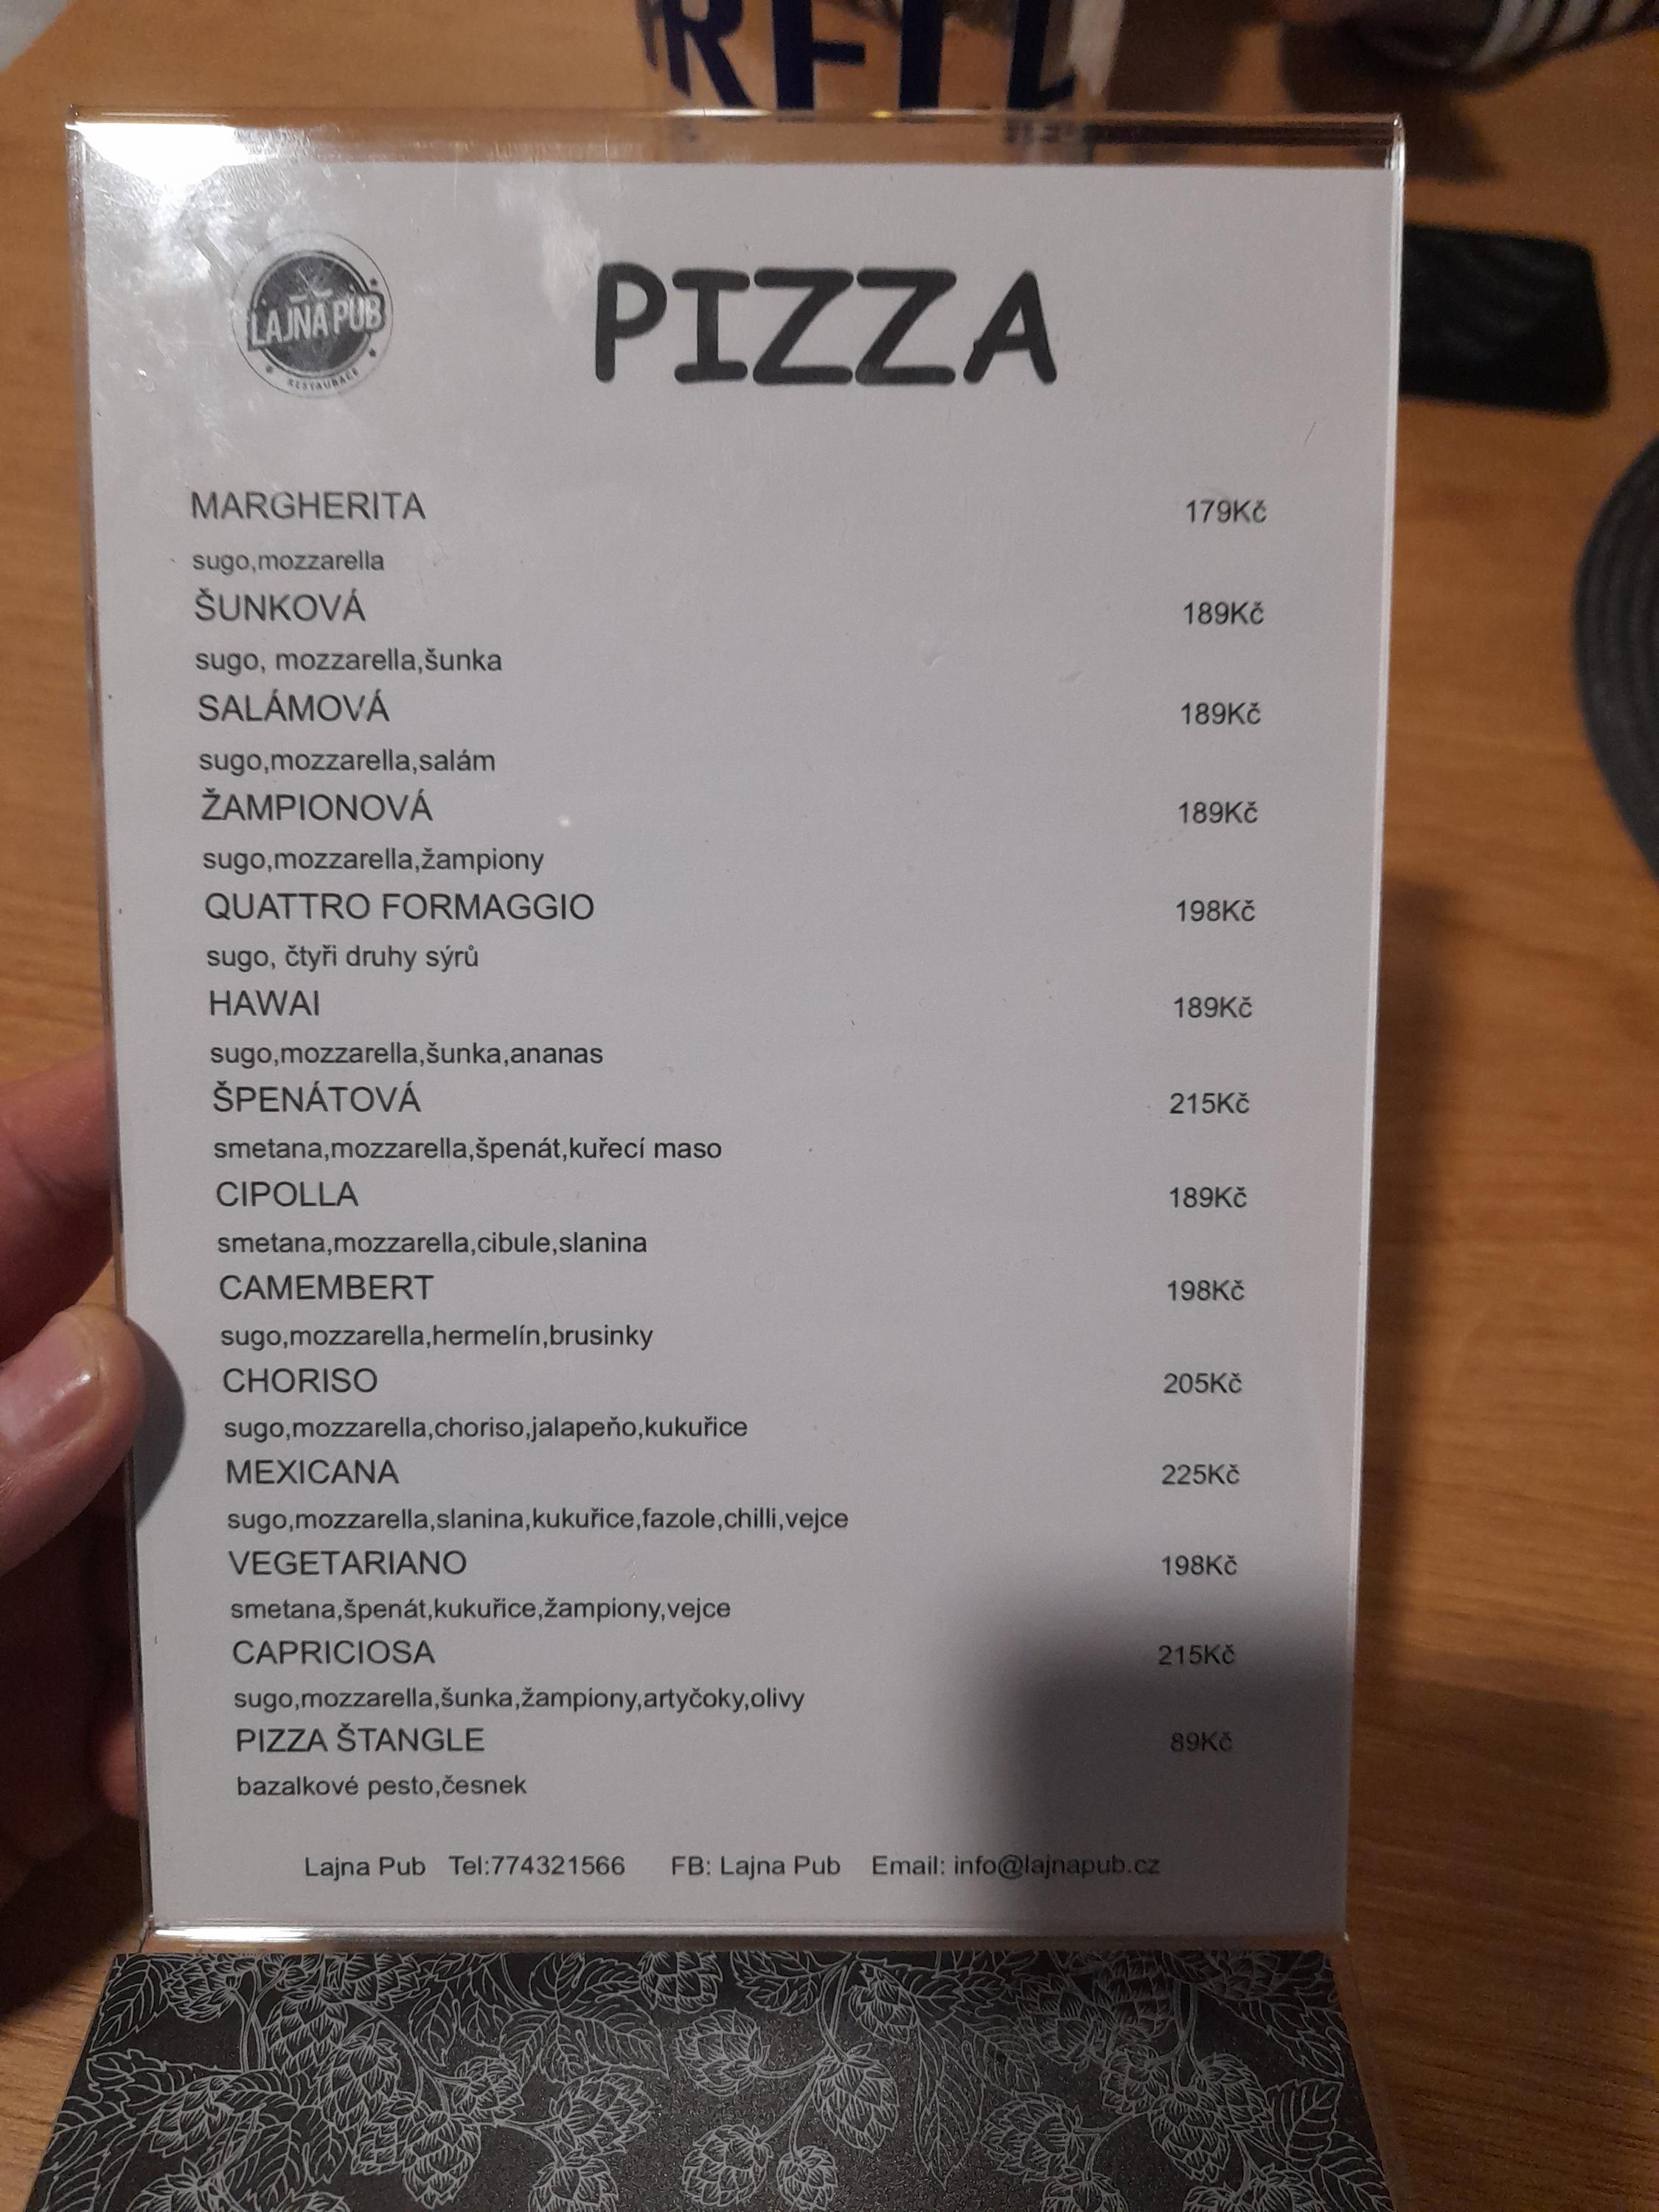 RFIL
LAJNA PUB
RESTAURACE
PIZZA
MARGHERITA 179Kč
sugo,mozzarella
ŠUNKOVÁ 189Kč
sugo, mozzarella,šunka
SALÁMOVÁ 189Kč
sugo,mozzarella,salám
ŽAMPIONOVÁ 189Kč
sugo,mozzarella,žampiony
QUATTRO FORMAGGIO 198Kč
sugo, čtyři druhy sýrů
HAWAI 189Kč
sugo,mozzarella,šunka,ananas
ŠPENÁTOVÁ 215Kč
smetana,mozzarella,špenát,kuřecí maso
CIPOLLA 189Kč
smetana,mozzarella,cibule,slanina
CAMEMBERT 198Kč
sugo,mozzarella,hermelín,brusinky
CHORISO 205Kč
sugo,mozzarella,choriso,jalapeňo,kukuřice
MEXICANA 225Kč
sugo,mozzarella,slanina,kukuřice,fazole,chilli,vejce
VEGETARIANO 198Kč
smetana,špenát,kukuřice,žampiony,vejce
CAPRICIOSA 215Kč
sugo,mozzarella,šunka,žampiony,artyčoky,olivy
PIZZA ŠTANGLE 89Kč
bazalkové pesto,česnek
Lajna Pub Tel:774321566 FB: Lajna Pub Email: info@lajnapub.cz